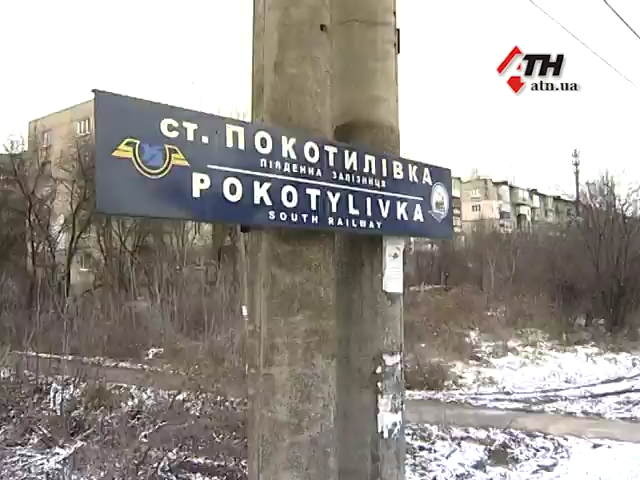 АТН
atn.ua
ст. ПОКОТИЛІВКА
ПІВДЕННА ЗАЛІЗНИЦЯ
POKOTYLIVKA
SOUTH RAILWAY